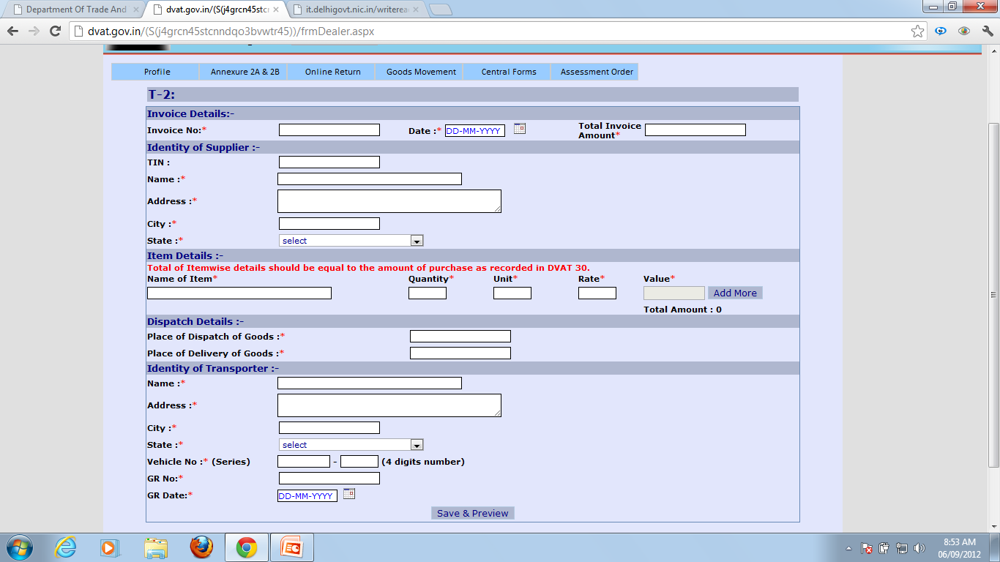 Department Of Trade And
dvat.gov.in/(S(j4grcn45stc
it.delhigovt.nic.in/writerea
dvat.gov.in/(S(j4grcn45stcnndqo3bvwtr45))/frmDealer.aspx
Profile Annexure 2A & 2B Online Return Goods Movement Central Forms Assessment Order
T-2:
Invoice Details:-
Invoice No:* Date :* DD-MM-YYYY Total Invoice
Amount*
Identity of Supplier :-
TIN :
Name :*
Address :*
City :*
State :* select
Item Details :-
Total of Itemwise details should be equal to the amount of purchase as recorded in DVAT 30.
Name of Item* Quantity* Unit* Rate* Value*
Add More
Total Amount : 0
Dispatch Details :-
Place of Dispatch of Goods :*
Place of Delivery of Goods :*
Identity of Transporter :-
Name :*
Address :*
City :*
State :* select
Vehicle No :* (Series) - (4 digits number)
GR No:*
GR Date:* DD-MM-YYYY
Save & Preview
8:53 AM
06/09/2012